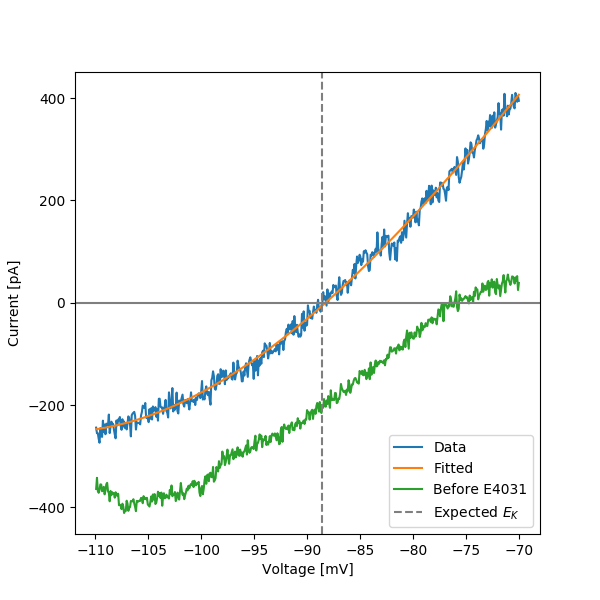 400
200
0
−200
−400
Current [pA]
−110 −105 −100 −95 −90 −85 −80 −75 −70
Voltage [mV]
Data
Fitted
Before E4031
Expected E_K